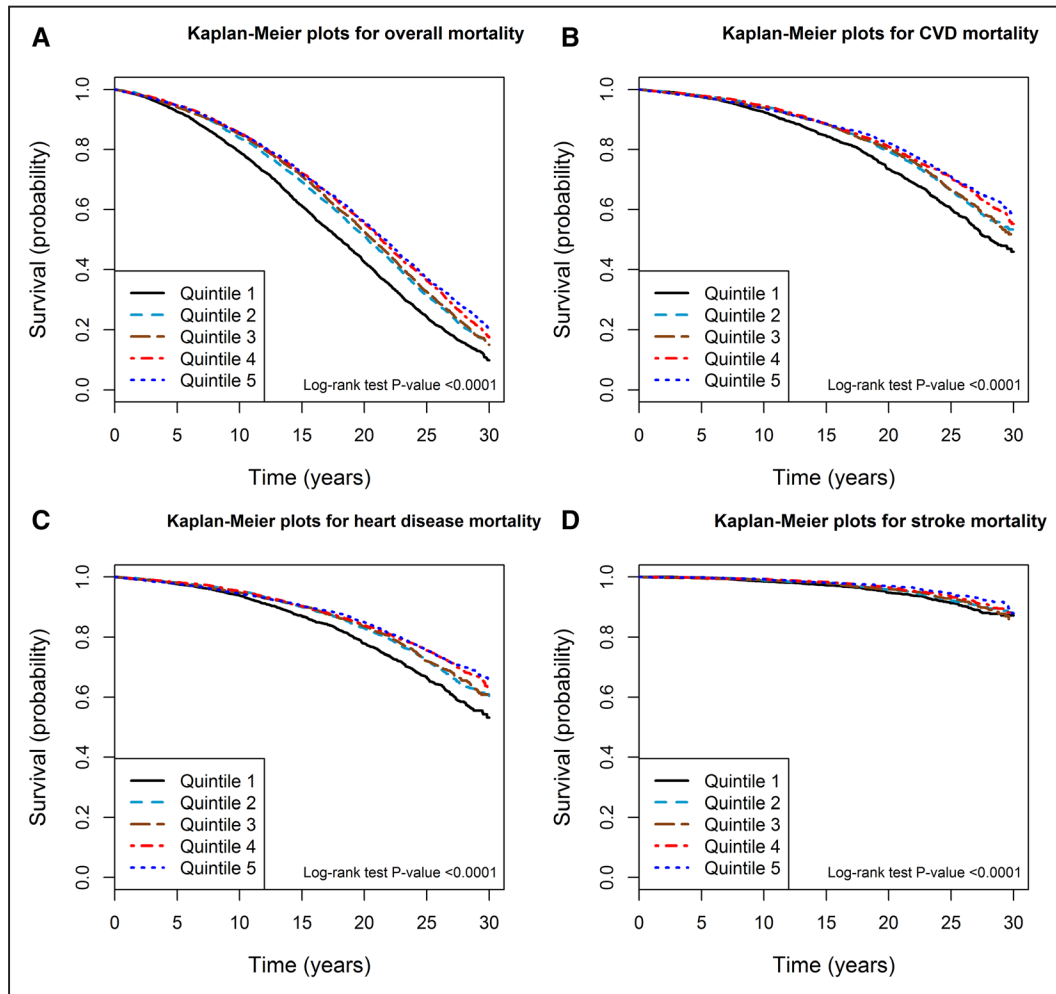 A
Kaplan-Meier plots for overall mortality
Survival (probability)
1.0
0.8
0.6
0.4
0.2
0.0
Quintile 1
Quintile 2
Quintile 3
Quintile 4
Quintile 5
Log-rank test P-value <0.0001
0 5 10 15 20 25 30
Time (years)
B
Kaplan-Meier plots for CVD mortality
Survival (probability)
1.0
0.8
0.6
0.4
0.2
0.0
Quintile 1
Quintile 2
Quintile 3
Quintile 4
Quintile 5
Log-rank test P-value <0.0001
0 5 10 15 20 25 30
Time (years)
C
Kaplan-Meier plots for heart disease mortality
Survival (probability)
1.0
0.8
0.6
0.4
0.2
0.0
Quintile 1
Quintile 2
Quintile 3
Quintile 4
Quintile 5
Log-rank test P-value <0.0001
0 5 10 15 20 25 30
Time (years)
D
Kaplan-Meier plots for stroke mortality
Survival (probability)
1.0
0.8
0.6
0.4
0.2
0.0
Quintile 1
Quintile 2
Quintile 3
Quintile 4
Quintile 5
Log-rank test P-value <0.0001
0 5 10 15 20 25 30
Time (years)